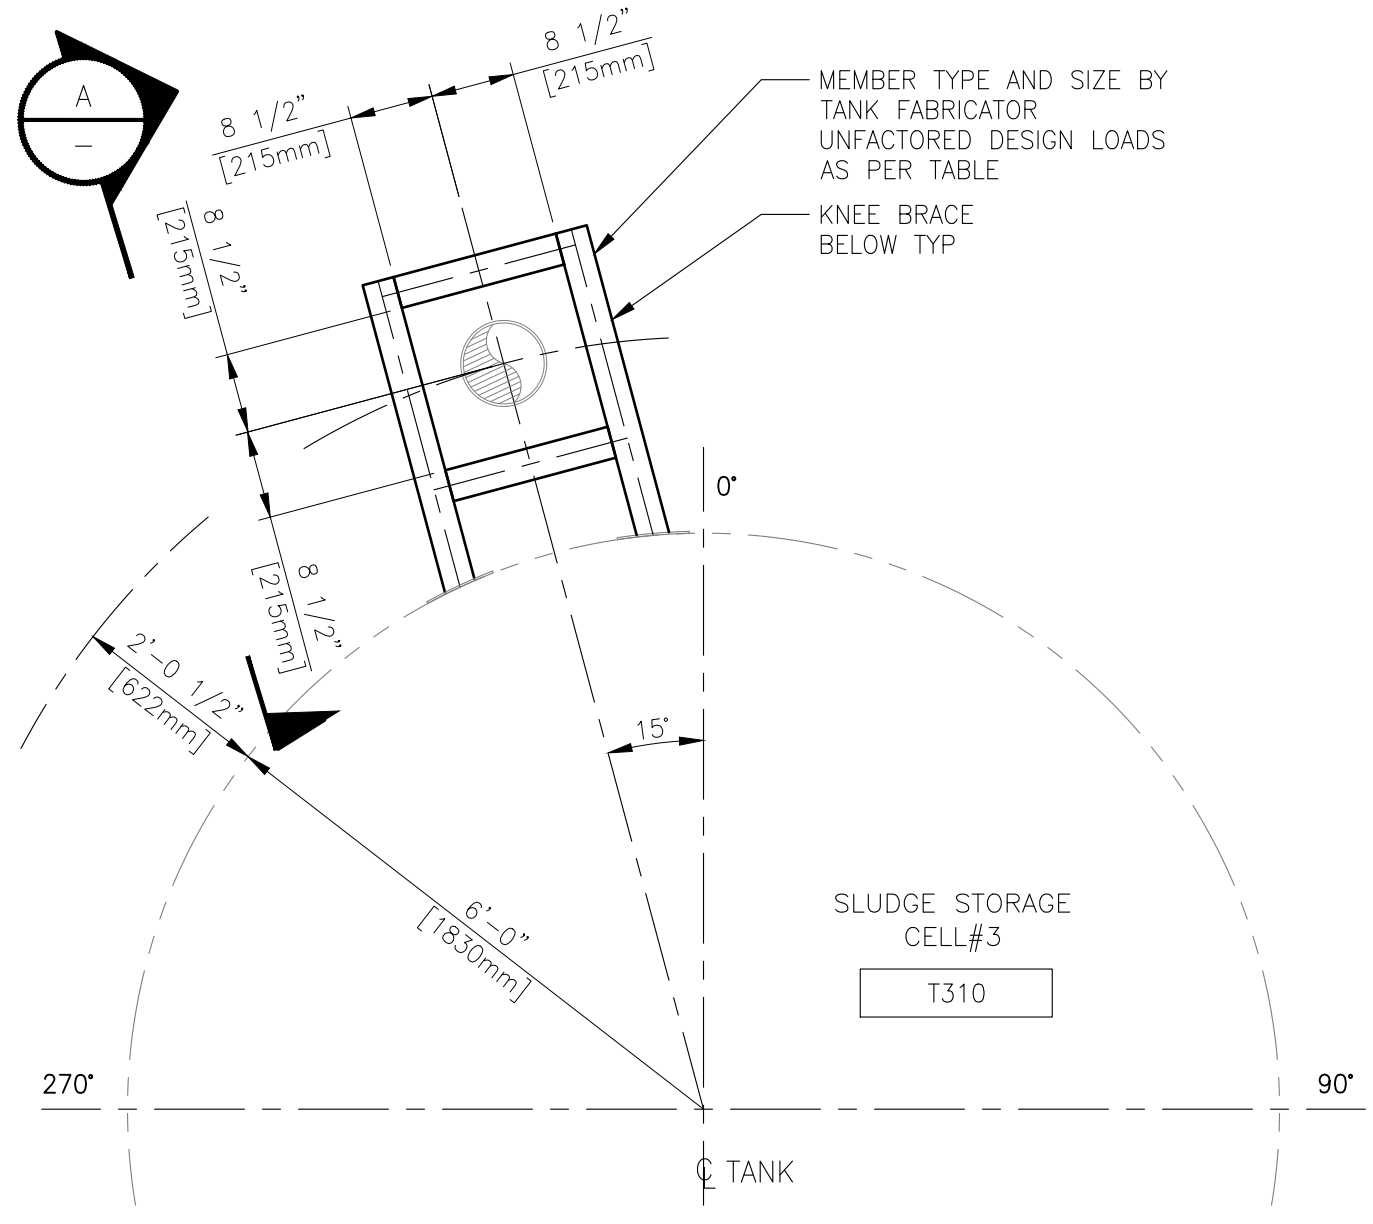 8 1/2"
[215mm]
A
–
8 1/2"
[215mm]
MEMBER TYPE AND SIZE BY
TANK FABRICATOR
UNFACTORED DESIGN LOADS
AS PER TABLE
KNEE BRACE
BELOW TYP
8 1/2"
[215mm]
0°
8 1/2"
[215mm]
2'-0 1/2"
[622mm]
15°
6'-0"
[1830mm]
SLUDGE STORAGE
CELL#3
T310
270°
90°
℄ TANK